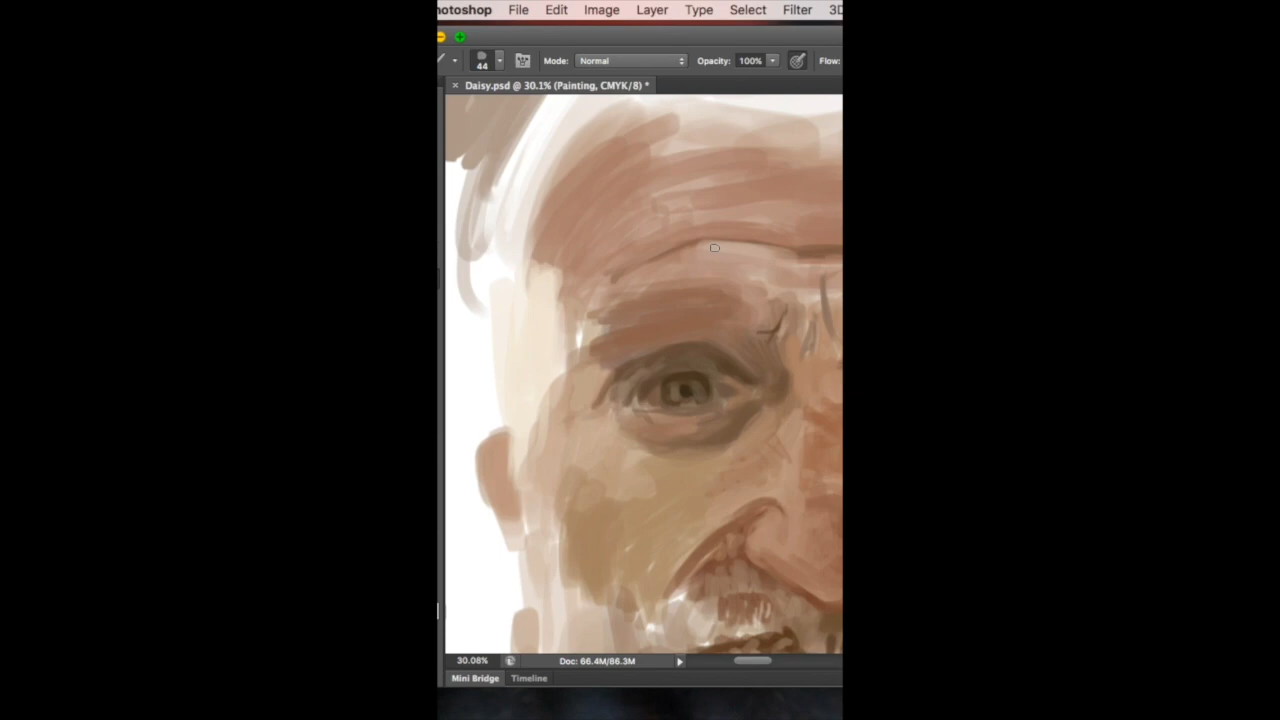 hotoshop File Edit Image Layer Type Select Filter 3D
44 Mode: Normal Opacity: 100% Flow:
× Daisy.psd @ 30.1% (Painting, CMYK/8) *
30.08% Doc: 66.4M/86.3M
Mini Bridge Timeline